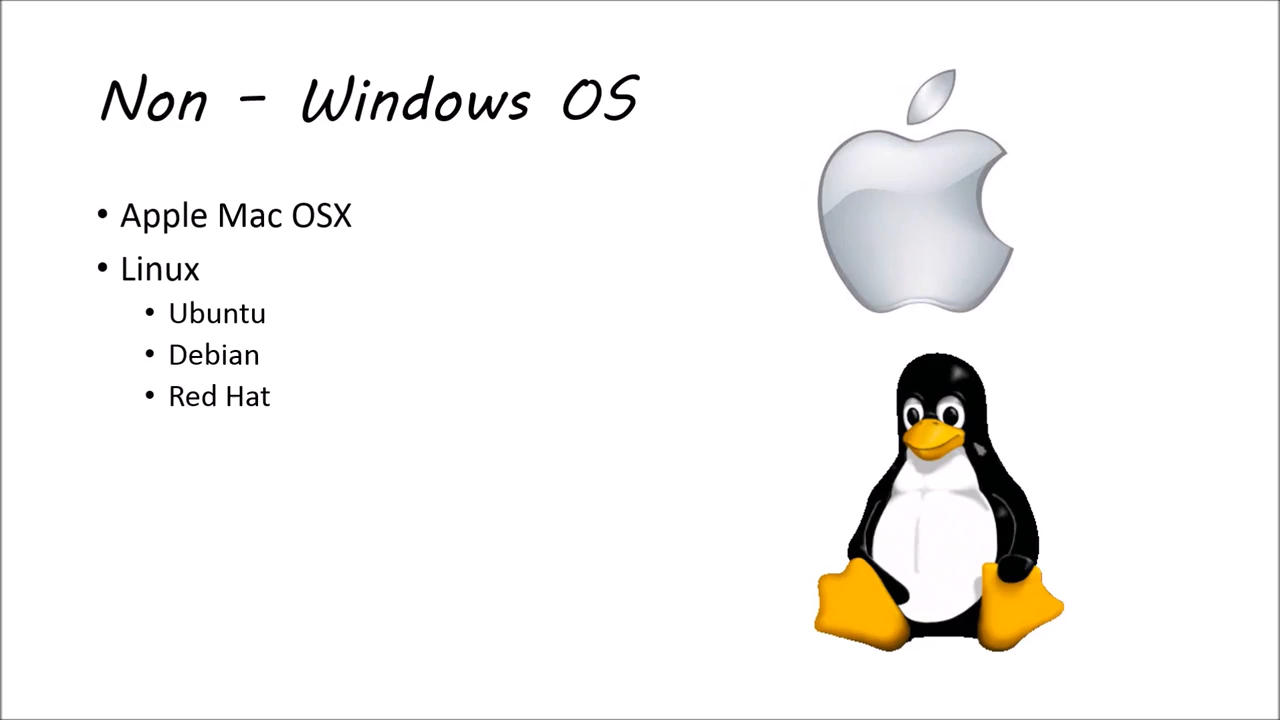 Non - Windows OS
• Apple Mac OSX
• Linux
• Ubuntu
• Debian
• Red Hat